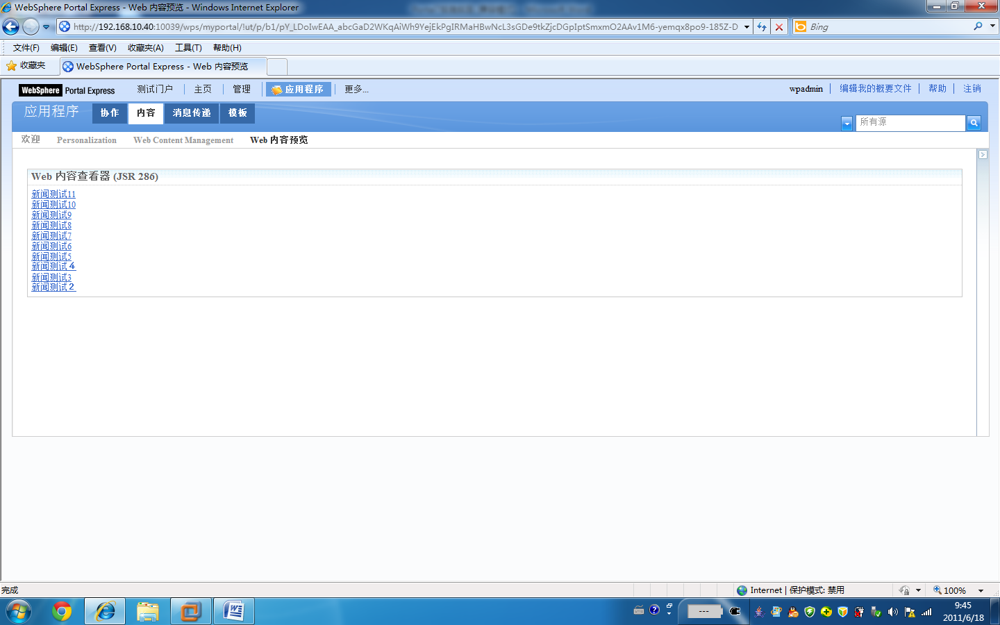 WebSphere Portal Express - Web 内容预览 - Windows Internet Explorer
http://192.168.10.40:10039/wps/myportal/!ut/p/b1/pY_LDoIwEAA_abcGaD2WKqAiWh9YejEkPgIRMaHBwNcL3sGDe9tkZjcDGpIptSmxmO2AAv1M6-yemqx8po9-185Z-D
Bing
文件(F) 编辑(E) 查看(V) 收藏夹(A) 工具(T) 帮助(H)
收藏夹 WebSphere Portal Express - Web 内容预览
WebSphere Portal Express 测试门户 主页 管理 应用程序 更多... wpadmin 编辑我的概要文件 帮助 注销
应用程序 协作 内容 消息传递 模板
所有源
欢迎 Personalization Web Content Management Web 内容预览
Web 内容查看器 (JSR 286)
新闻测试11
新闻测试10
新闻测试9
新闻测试8
新闻测试7
新闻测试6
新闻测试5
新闻测试４
新闻测试3
新闻测试２
完成 Internet | 保护模式: 禁用 100%
--- 9:45
2011/6/18